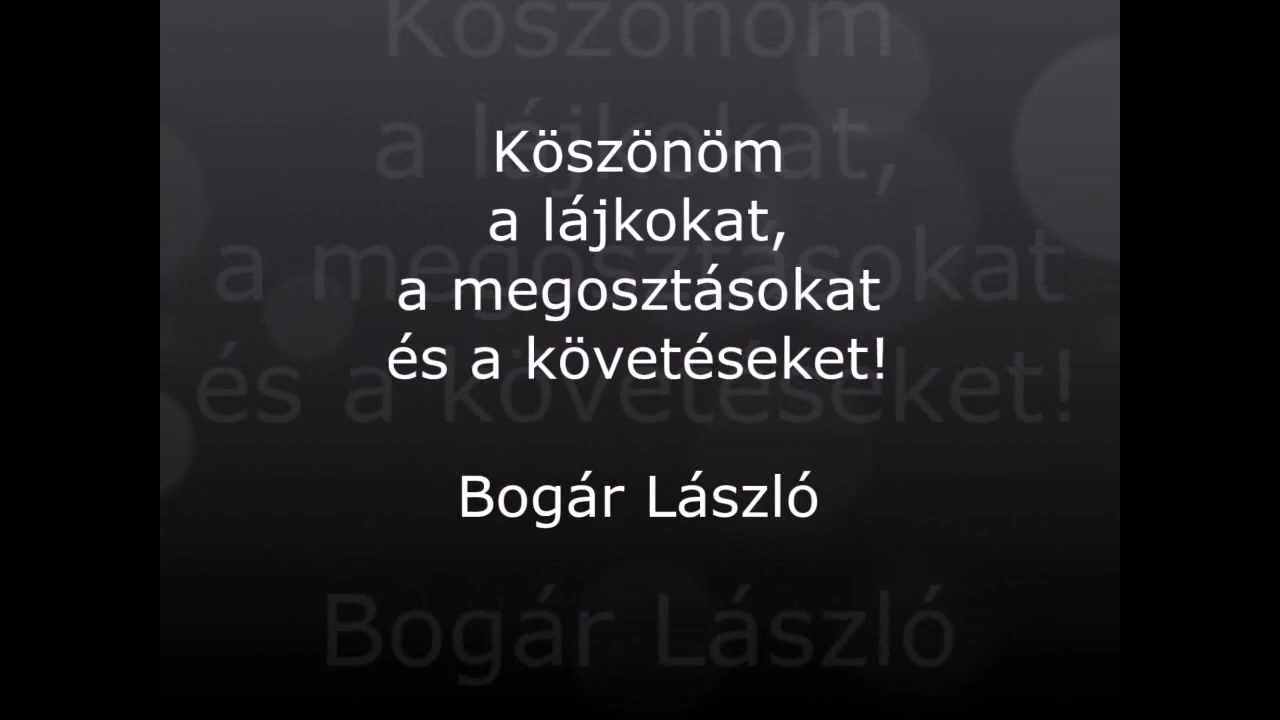 Köszönöm
a lájkokat,
a megosztásokat
és a követéseket!
Bogár László